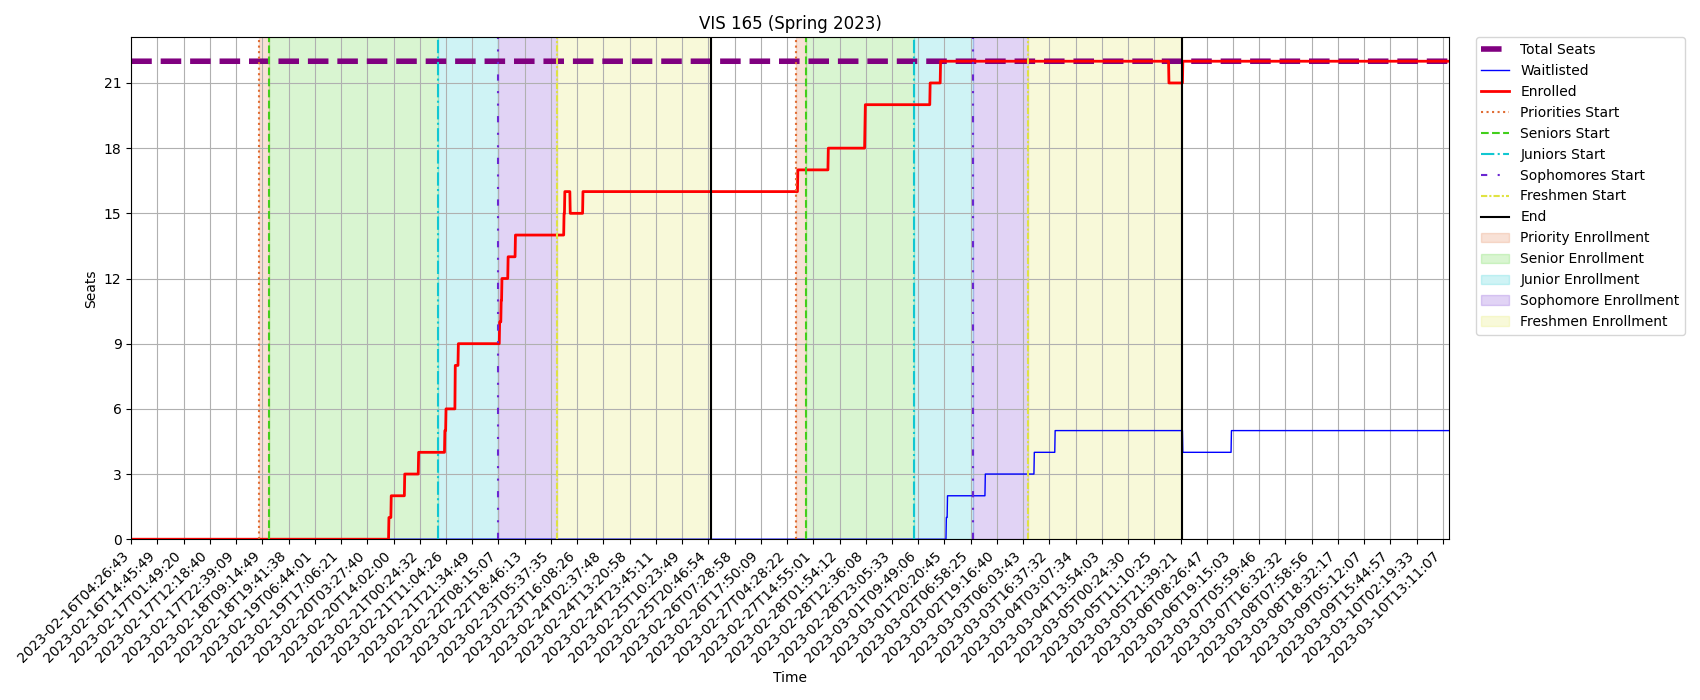 VIS 165 (Spring 2023)
Total Seats
Waitlisted
Enrolled
Priorities Start
Seniors Start
Juniors Start
Sophomores Start
Freshmen Start
End
Priority Enrollment
Senior Enrollment
Junior Enrollment
Sophomore Enrollment
Freshmen Enrollment
Seats
21
18
15
12
9
6
3
0
2023-02-16T04:26:43
2023-02-16T14:45:49
2023-02-17T01:49:20
2023-02-17T12:18:40
2023-02-17T22:39:09
2023-02-18T09:14:49
2023-02-18T19:41:38
2023-02-19T06:44:01
2023-02-19T17:06:21
2023-02-20T03:27:40
2023-02-20T14:02:00
2023-02-21T00:24:32
2023-02-21T11:04:26
2023-02-21T21:34:49
2023-02-22T08:15:07
2023-02-22T18:46:13
2023-02-23T05:37:35
2023-02-23T16:08:26
2023-02-24T02:37:48
2023-02-24T13:20:58
2023-02-24T23:45:11
2023-02-25T10:23:49
2023-02-25T20:46:54
2023-02-26T07:28:58
2023-02-26T17:50:09
2023-02-27T04:28:22
2023-02-27T14:55:01
2023-02-28T01:54:12
2023-02-28T12:36:08
2023-02-28T23:05:33
2023-03-01T09:49:06
2023-03-01T20:20:45
2023-03-02T06:58:25
2023-03-02T19:16:40
2023-03-03T06:03:43
2023-03-03T16:37:32
2023-03-04T03:07:34
2023-03-04T13:54:03
2023-03-05T00:24:30
2023-03-05T11:10:25
2023-03-05T21:39:21
2023-03-06T08:26:47
2023-03-06T19:15:03
2023-03-07T05:59:46
2023-03-07T16:32:32
2023-03-08T07:58:56
2023-03-08T18:32:17
2023-03-09T05:12:07
2023-03-09T15:44:57
2023-03-10T02:19:33
2023-03-10T13:11:07
Time